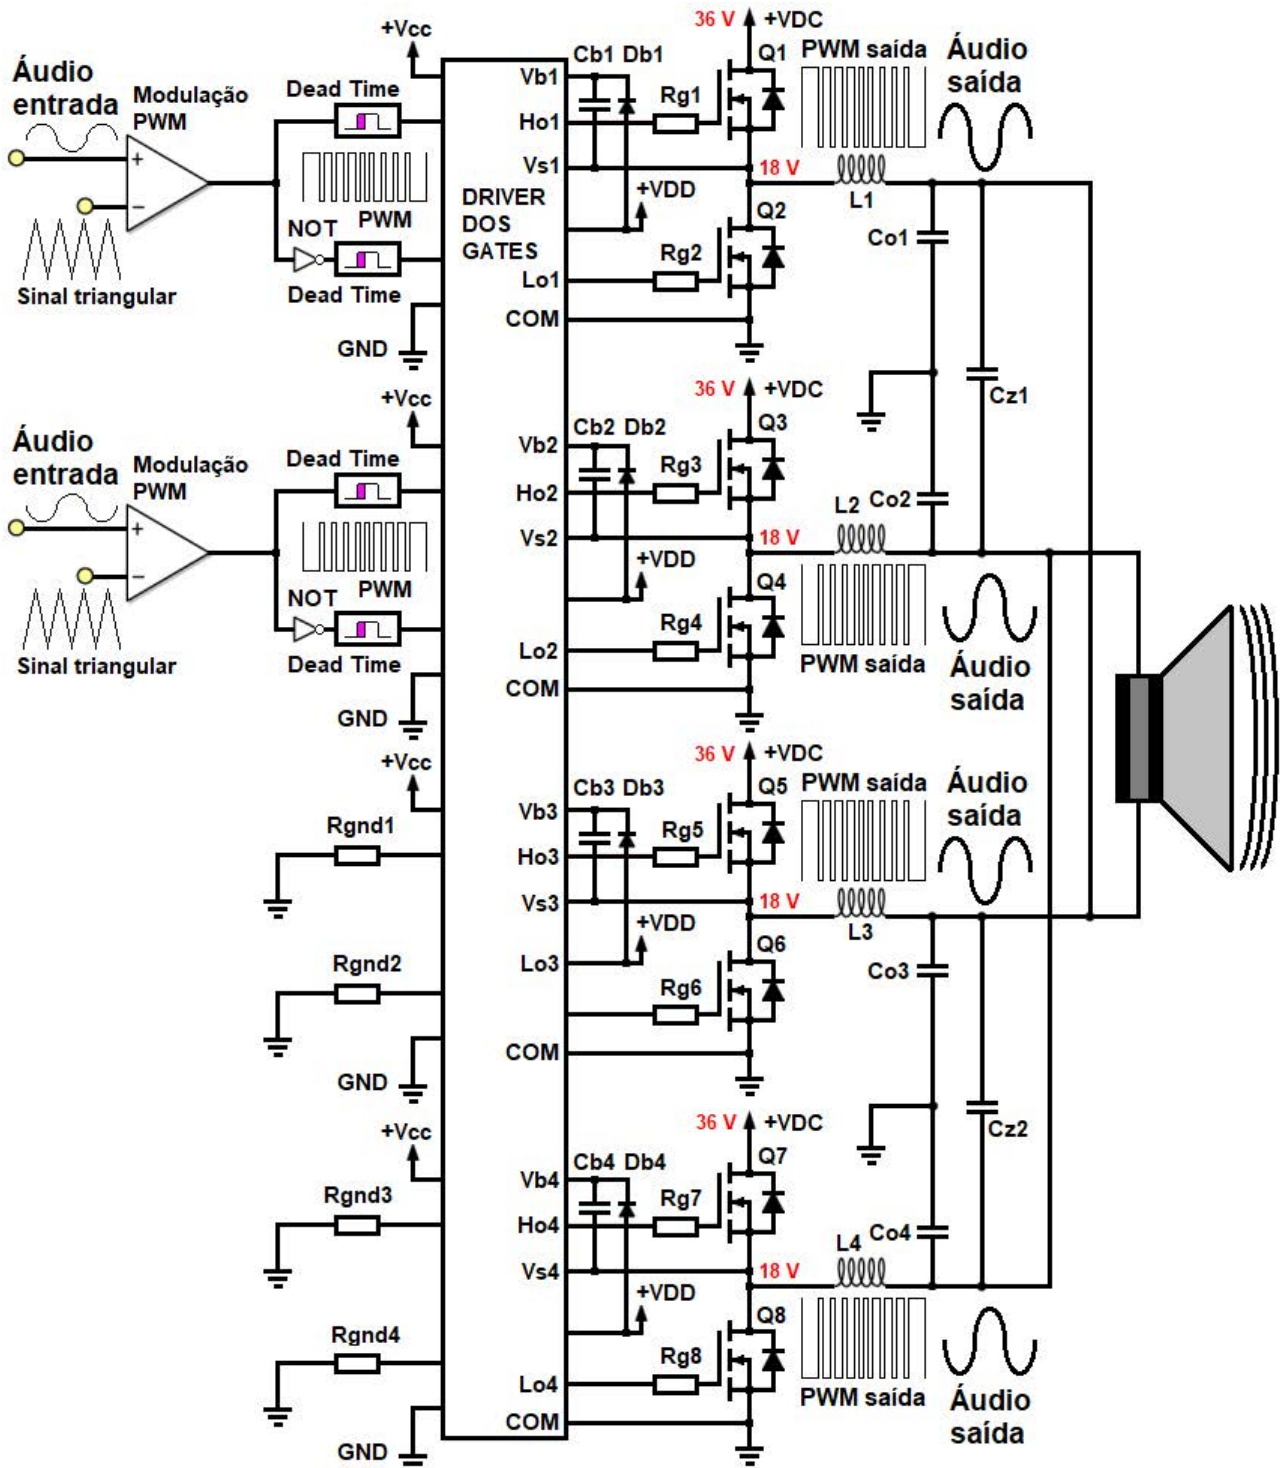 36 V
+VDC
+Vcc
Cb1 Db1
Q1
PWM saída
Áudio
saída
Áudio
entrada
Modulação
PWM
Dead Time
Vb1
Rg1
Ho1
+
−
Vs1
18 V
PWM
DRIVER
DOS
GATES
+VDD
L1
Q2
Co1
NOT
Rg2
Lo1
Sinal triangular
Dead Time
COM
GND
36 V
+VDC
+Vcc
Cz1
Cb2 Db2
Q3
Áudio
entrada
Modulação
PWM
Dead Time
Vb2
Rg3
Ho2
L2
Co2
+
−
Vs2
18 V
PWM
+VDD
Q4
NOT
Rg4
Lo2
Sinal triangular
Dead Time
PWM saída
Áudio
saída
COM
GND
36 V
+VDC
+Vcc
Cb3 Db3
Q5
PWM saída
Áudio
saída
Vb3
Rgnd1
Rg5
Ho3
Vs3
18 V
+VDD
L3
Q6
Rgnd2
Lo3
Co3
Rg6
COM
GND
36 V
+VDC
+Vcc
Cz2
Cb4 Db4
Q7
Vb4
Rgnd3
Rg7
Ho4
L4
Co4
Vs4
18 V
+VDD
Q8
Rgnd4
Rg8
Lo4
PWM saída
Áudio
saída
COM
GND